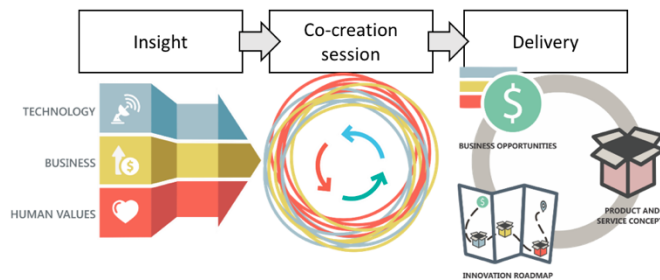 Insight
Co-creation
session
Delivery
TECHNOLOGY
BUSINESS
HUMAN VALUES
$
$
BUSINESS OPPORTUNITIES
PRODUCT AND
SERVICE CONCEPT
$
INNOVATION ROADMAP